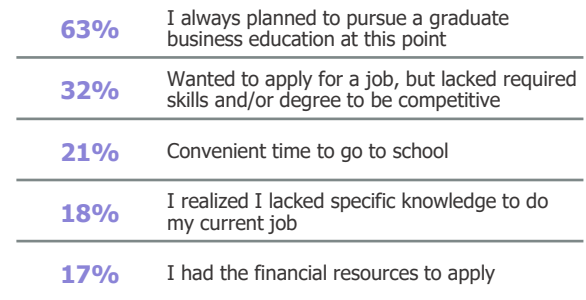 63%
I always planned to pursue a graduate
business education at this point
32%
Wanted to apply for a job, but lacked required
skills and/or degree to be competitive
21%
Convenient time to go to school
18%
I realized I lacked specific knowledge to do
my current job
17%
I had the financial resources to apply